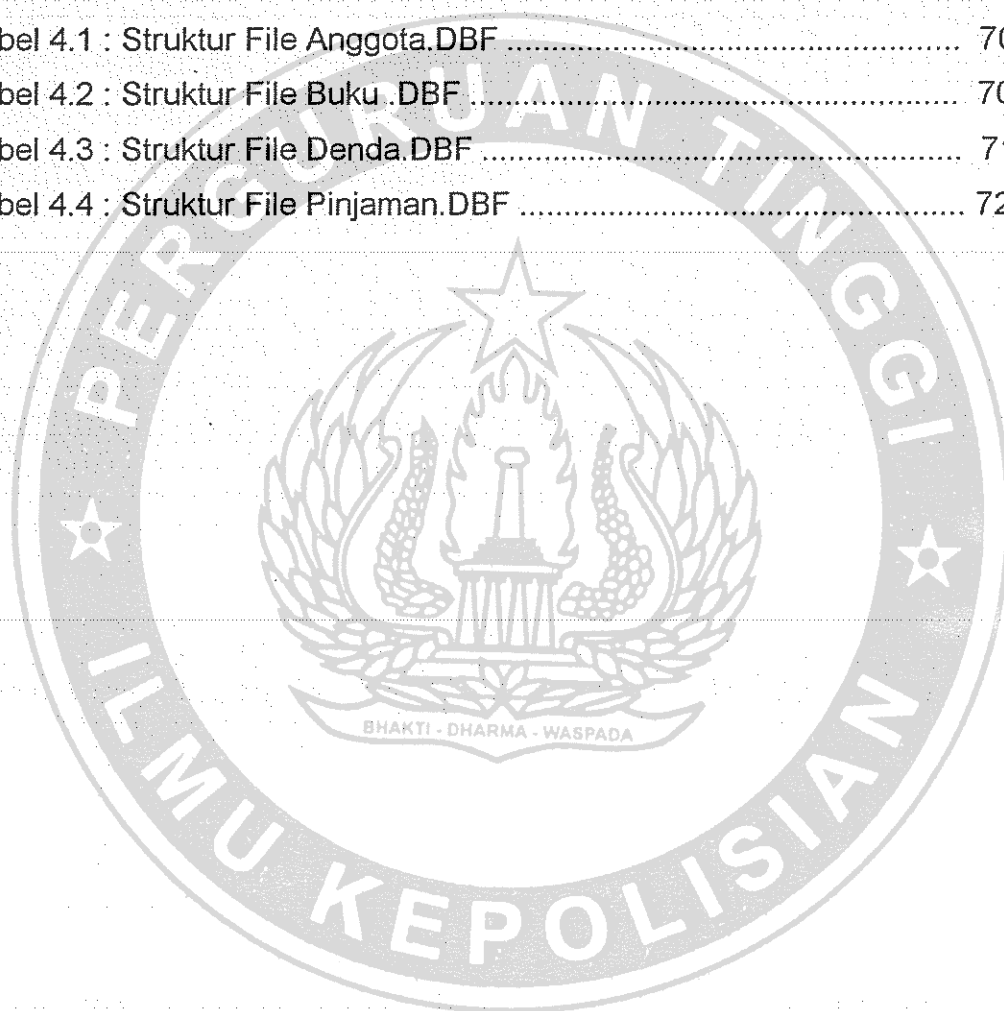 bel 4.1 : Struktur File Anggota.DBF ........................................................ 70
bel 4.2 : Struktur File Buku .DBF ............................................................. 70
bel 4.3 : Struktur File Denda.DBF ........................................................... 71
bel 4.4 : Struktur File Pinjaman.DBF ....................................................... 72
PERGURUAN TINGGI
BHAKTI - DHARMA - WASPADA
ILMU KEPOLISIAN